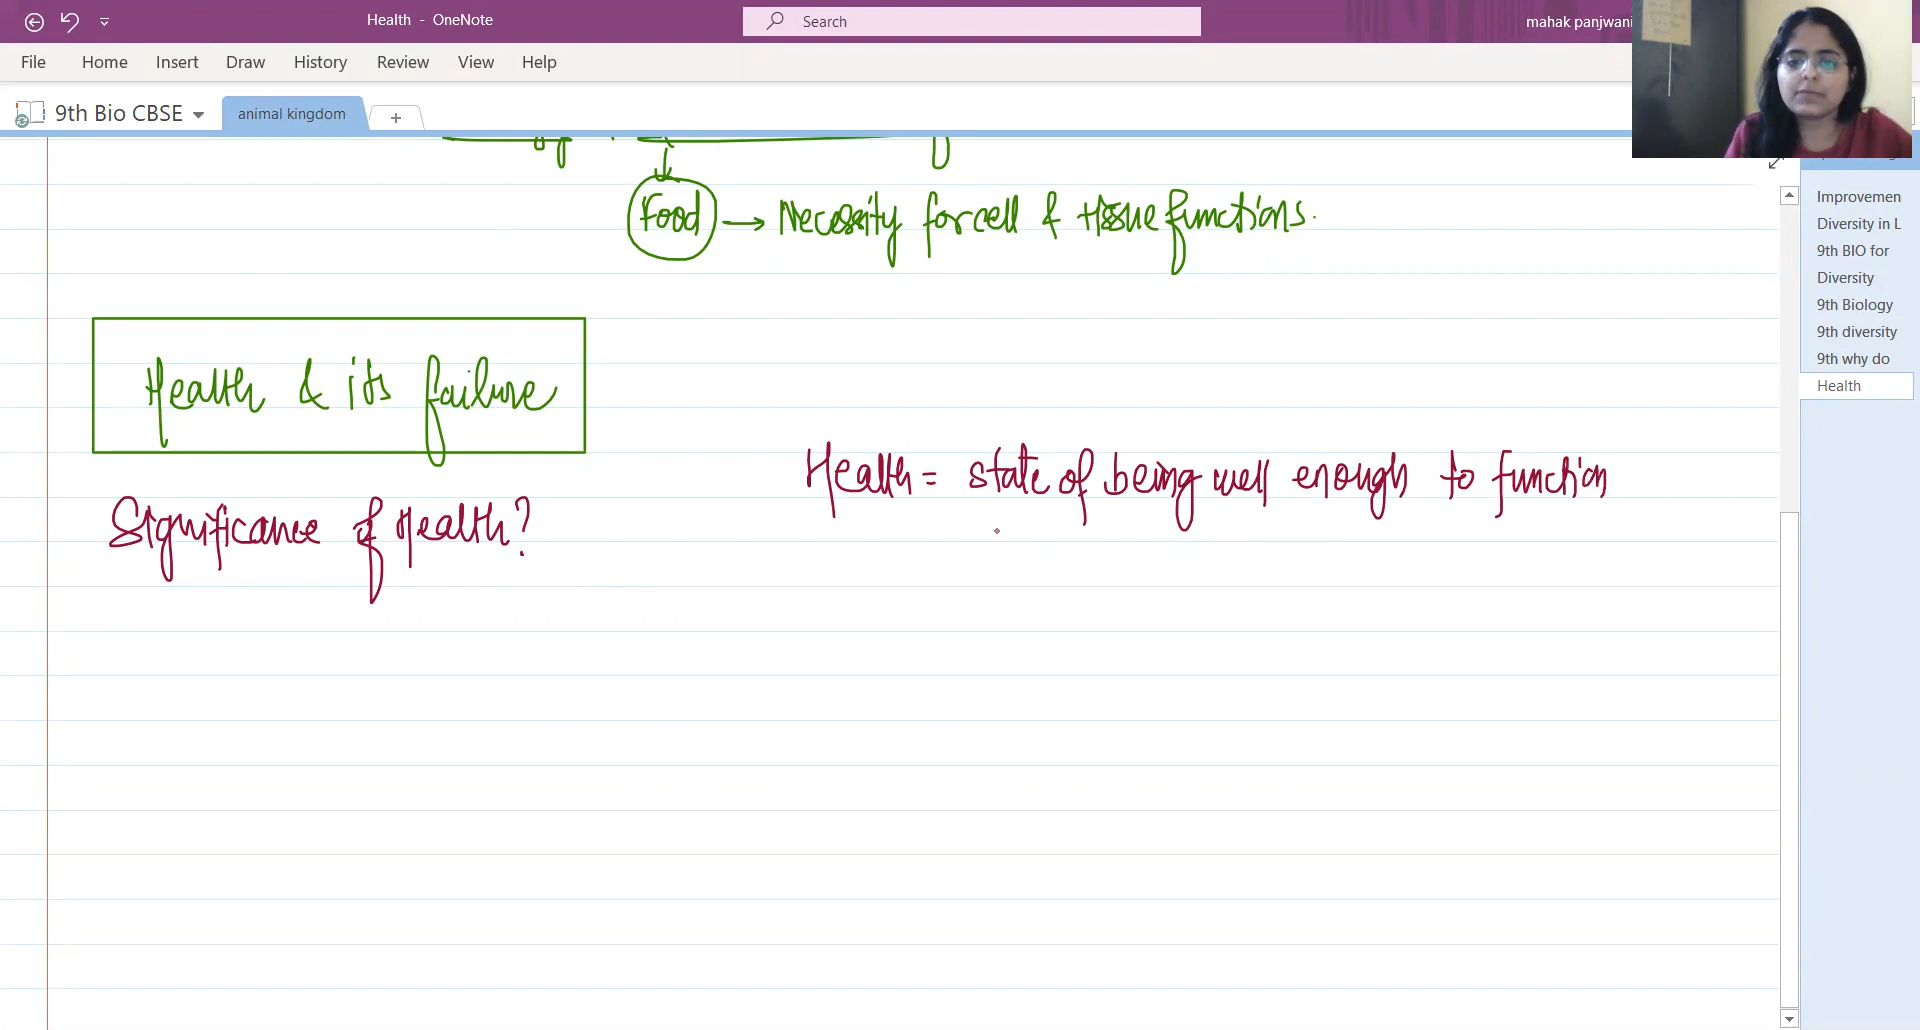 Health - OneNote
Search
mahak panjwani
File Home Insert Draw History Review View Help
9th Bio CBSE
animal kingdom
Food → Necessity for cell & tissue functions.
Health & its failure
Health = state of being well enough to function
Significance of Health?
Improvemen
Diversity in L
9th BIO for
Diversity
9th Biology
9th diversity
9th why do
Health